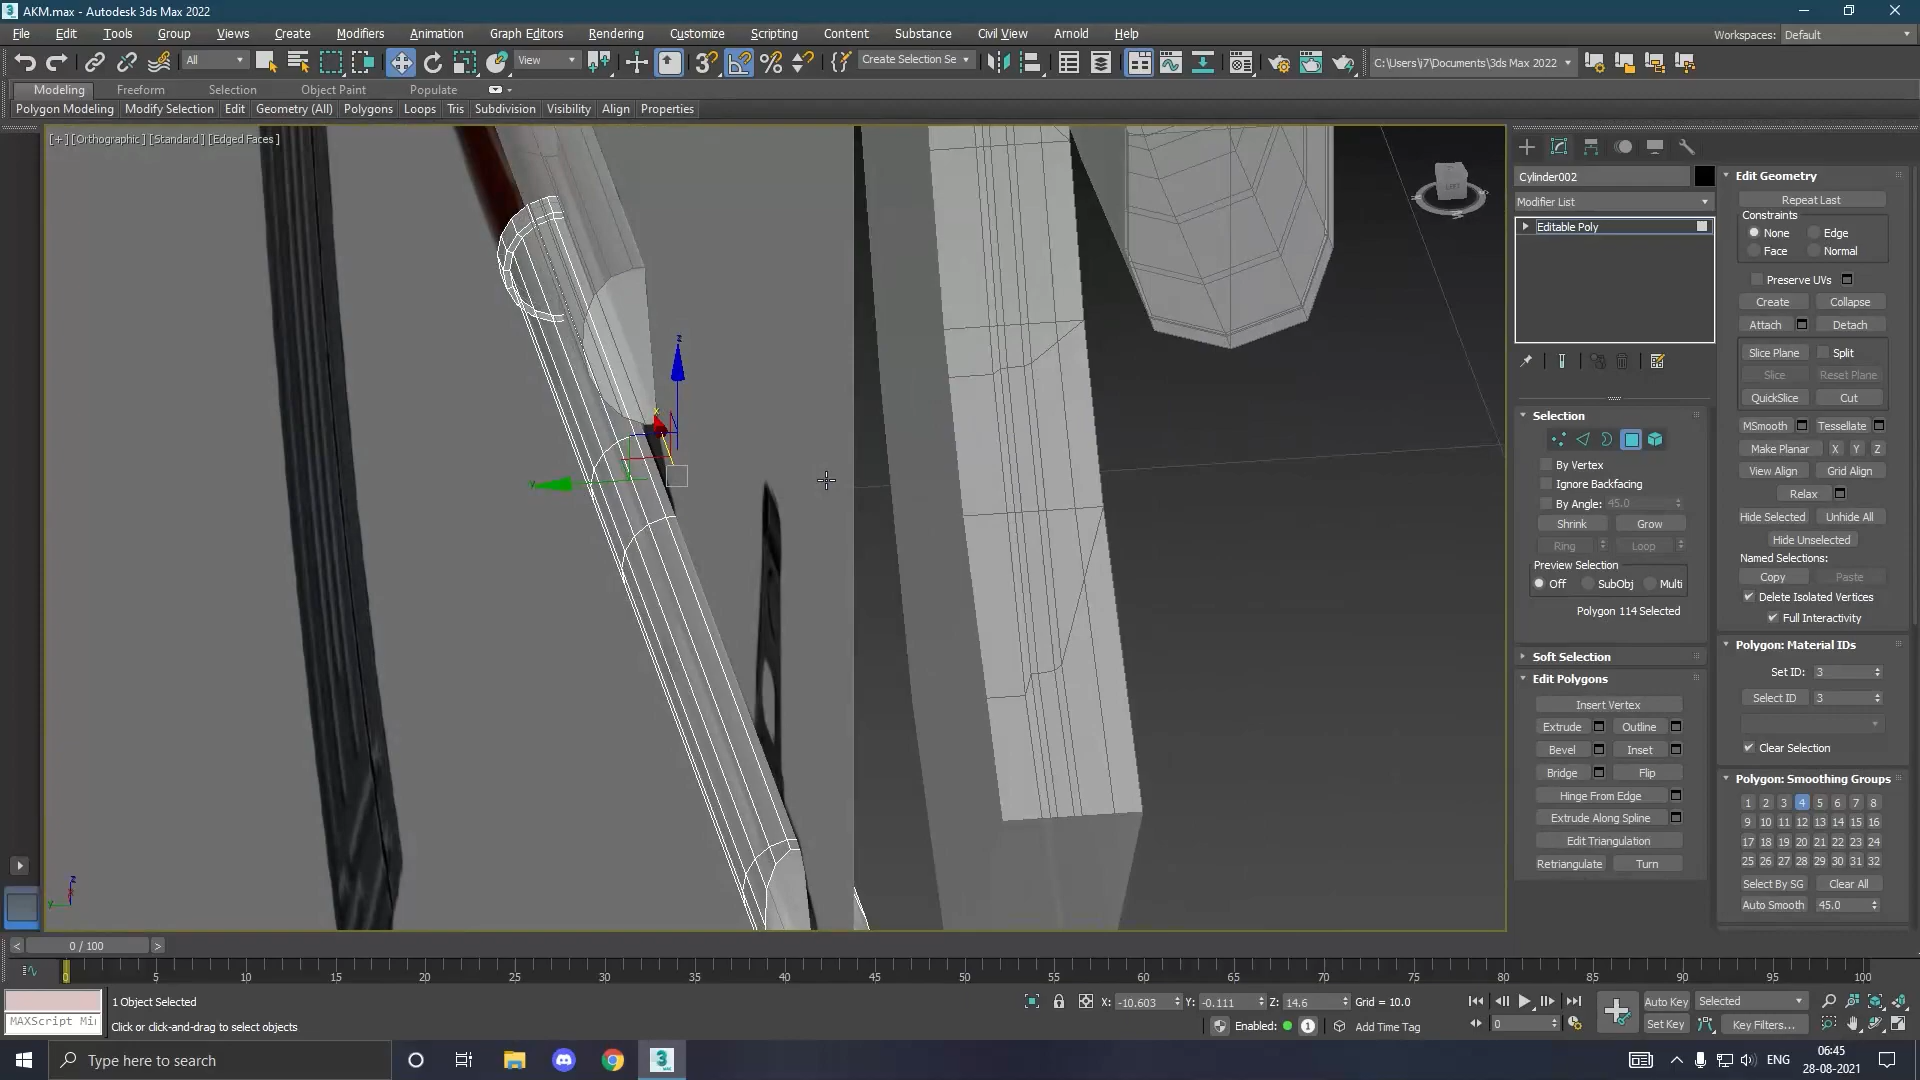 AKM.max - Autodesk 3ds Max 2022
File Edit Tools Group Views Create Modifiers Animation Graph Editors Rendering Customize Scripting Content Substance Civil View Arnold Help
Workspaces: Default
All View Create Selection Se C:\Users\j7\Documents\3ds Max 2022
Modeling Freeform Selection Object Paint Populate
Polygon Modeling Modify Selection Edit Geometry (All) Polygons Loops Tris Subdivision Visibility Align Properties
[+] [Orthographic] [Standard] [Edged Faces]
LEFT
z
x
y
z
y
Cylinder002
Modifier List
Editable Poly
Selection
By Vertex
Ignore Backfacing
By Angle: 45.0
Shrink Grow
Ring Loop
Preview Selection
Off SubObj Multi
Polygon 114 Selected
Soft Selection
Edit Polygons
Insert Vertex
Extrude Outline
Bevel Inset
Bridge Flip
Hinge From Edge
Extrude Along Spline
Edit Triangulation
Retriangulate Turn
Edit Geometry
Repeat Last
Constraints
None Edge
Face Normal
Preserve UVs
Create Collapse
Attach Detach
Slice Plane Split
Slice Reset Plane
QuickSlice Cut
MSmooth Tessellate
Make Planar X Y Z
View Align Grid Align
Relax
Hide Selected Unhide All
Hide Unselected
Named Selections:
Copy Paste
Delete Isolated Vertices
Full Interactivity
Polygon: Material IDs
Set ID: 3
Select ID 3
Clear Selection
Polygon: Smoothing Groups
1 2 3 4 5 6 7 8
9 10 11 12 13 14 15 16
17 18 19 20 21 22 23 24
25 26 27 28 29 30 31 32
Select By SG Clear All
Auto Smooth 45.0
< 0 / 100 >
0 5 10 15 20 25 30 35 40 45 50 55 60 65 70 75 80 85 90 95 100
1 Object Selected
X: -10.603 Y: -0.111 Z: 14.6 Grid = 10.0
Auto Key Selected
MAXScript Mi
Click or click-and-drag to select objects
Enabled: 1 Add Time Tag
0
Set Key Key Filters...
Type here to search
ENG
06:45
28-08-2021